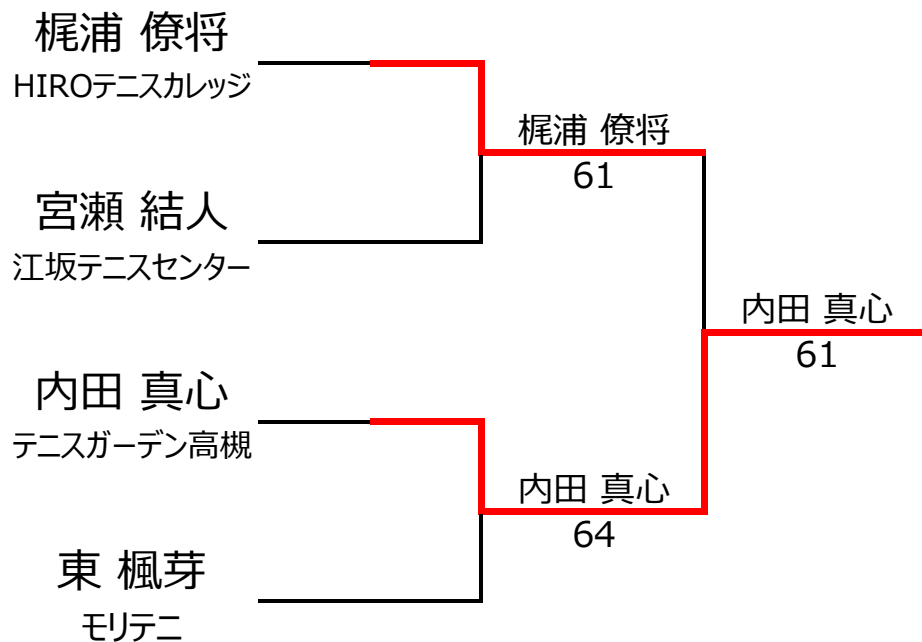 梶浦 僚将
HIROテニスカレッジ
宮瀬 結人
江坂テニスセンター
内田 真心
テニスガーデン高槻
東 楓芽
モリテニ
梶浦 僚将
61
内田 真心
64
内田 真心
61